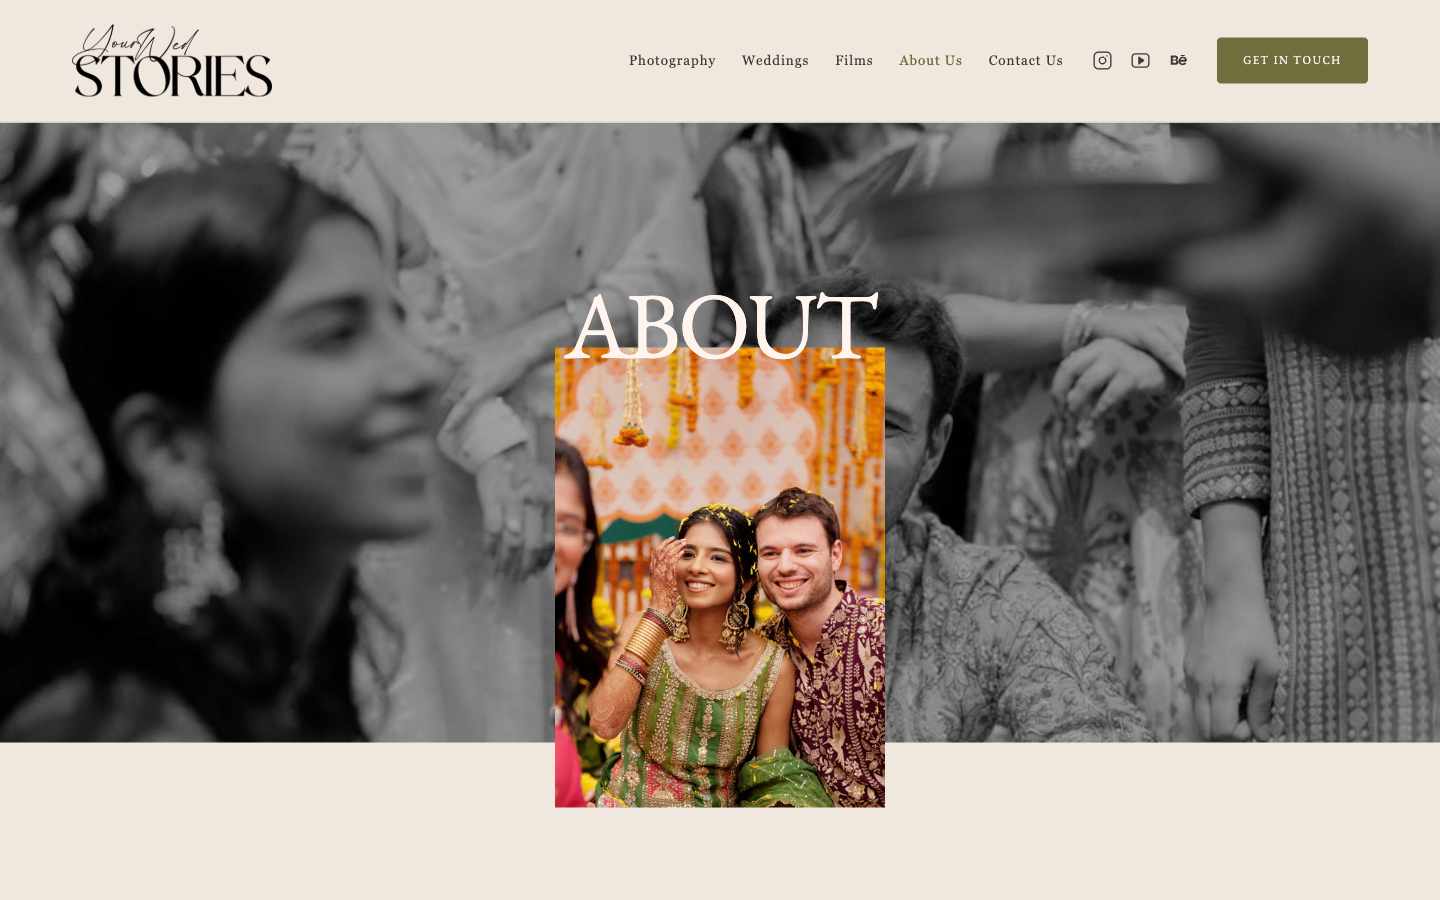 YourWed
STORIES
Photography
Weddings
Films
About Us
Contact Us
Bē
GET IN TOUCH
ABOUT